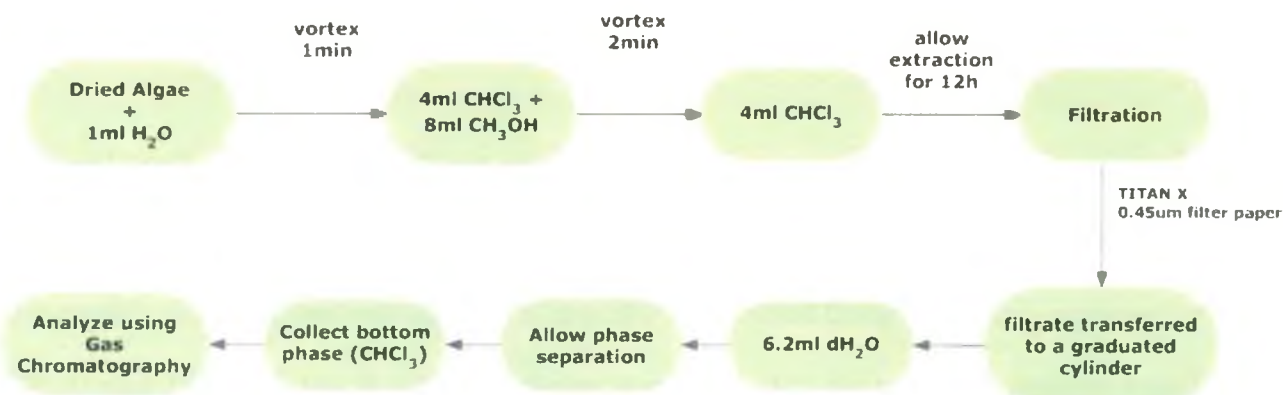 vortex
1min
vortex
2min
allow
extraction
for 12h
Dried Algae
+
1ml H₂O
4ml CHCl₃ +
8ml CH₃OH
4ml CHCl₃
Filtration
TITAN X
0.45um filter paper
Analyze using
Gas
Chromatography
Collect bottom
phase (CHCl₃)
Allow phase
separation
6.2ml dH₂O
filtrate transferred
to a graduated
cylinder